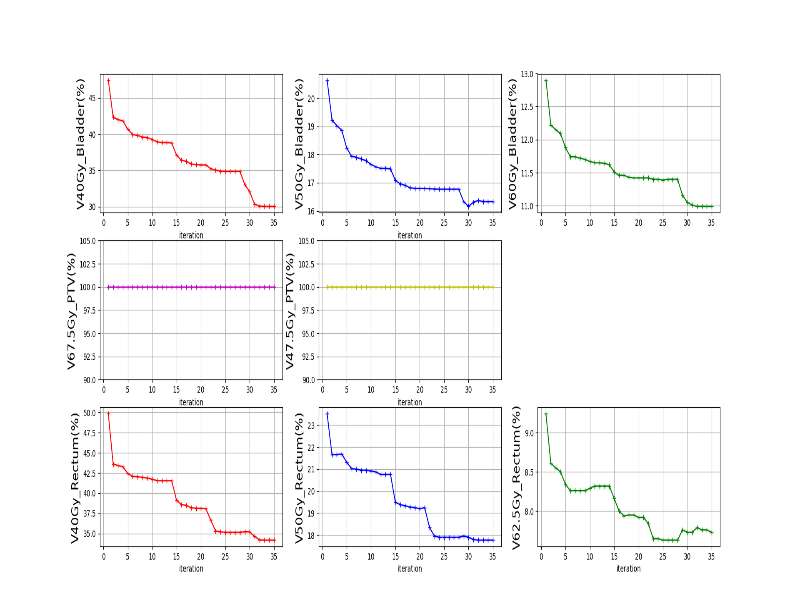 V40Gy_Bladder(%)
45
40
35
30
0 5 10 15 20 25 30 35
iteration
V50Gy_Bladder(%)
20
19
18
17
16
0 5 10 15 20 25 30 35
iteration
V60Gy_Bladder(%)
13.0
12.5
12.0
11.5
11.0
0 5 10 15 20 25 30 35
V67.5Gy_PTV(%)
105.0
102.5
100.0
97.5
95.0
92.5
90.0
0 5 10 15 20 25 30 35
iteration
V47.5Gy_PTV(%)
105.0
102.5
100.0
97.5
95.0
92.5
90.0
0 5 10 15 20 25 30 35
iteration
V40Gy_Rectum(%)
50.0
47.5
45.0
42.5
40.0
37.5
35.0
0 5 10 15 20 25 30 35
iteration
V50Gy_Rectum(%)
23
22
21
20
19
18
0 5 10 15 20 25 30 35
iteration
V62.5Gy_Rectum(%)
9.0
8.5
8.0
0 5 10 15 20 25 30 35
iteration